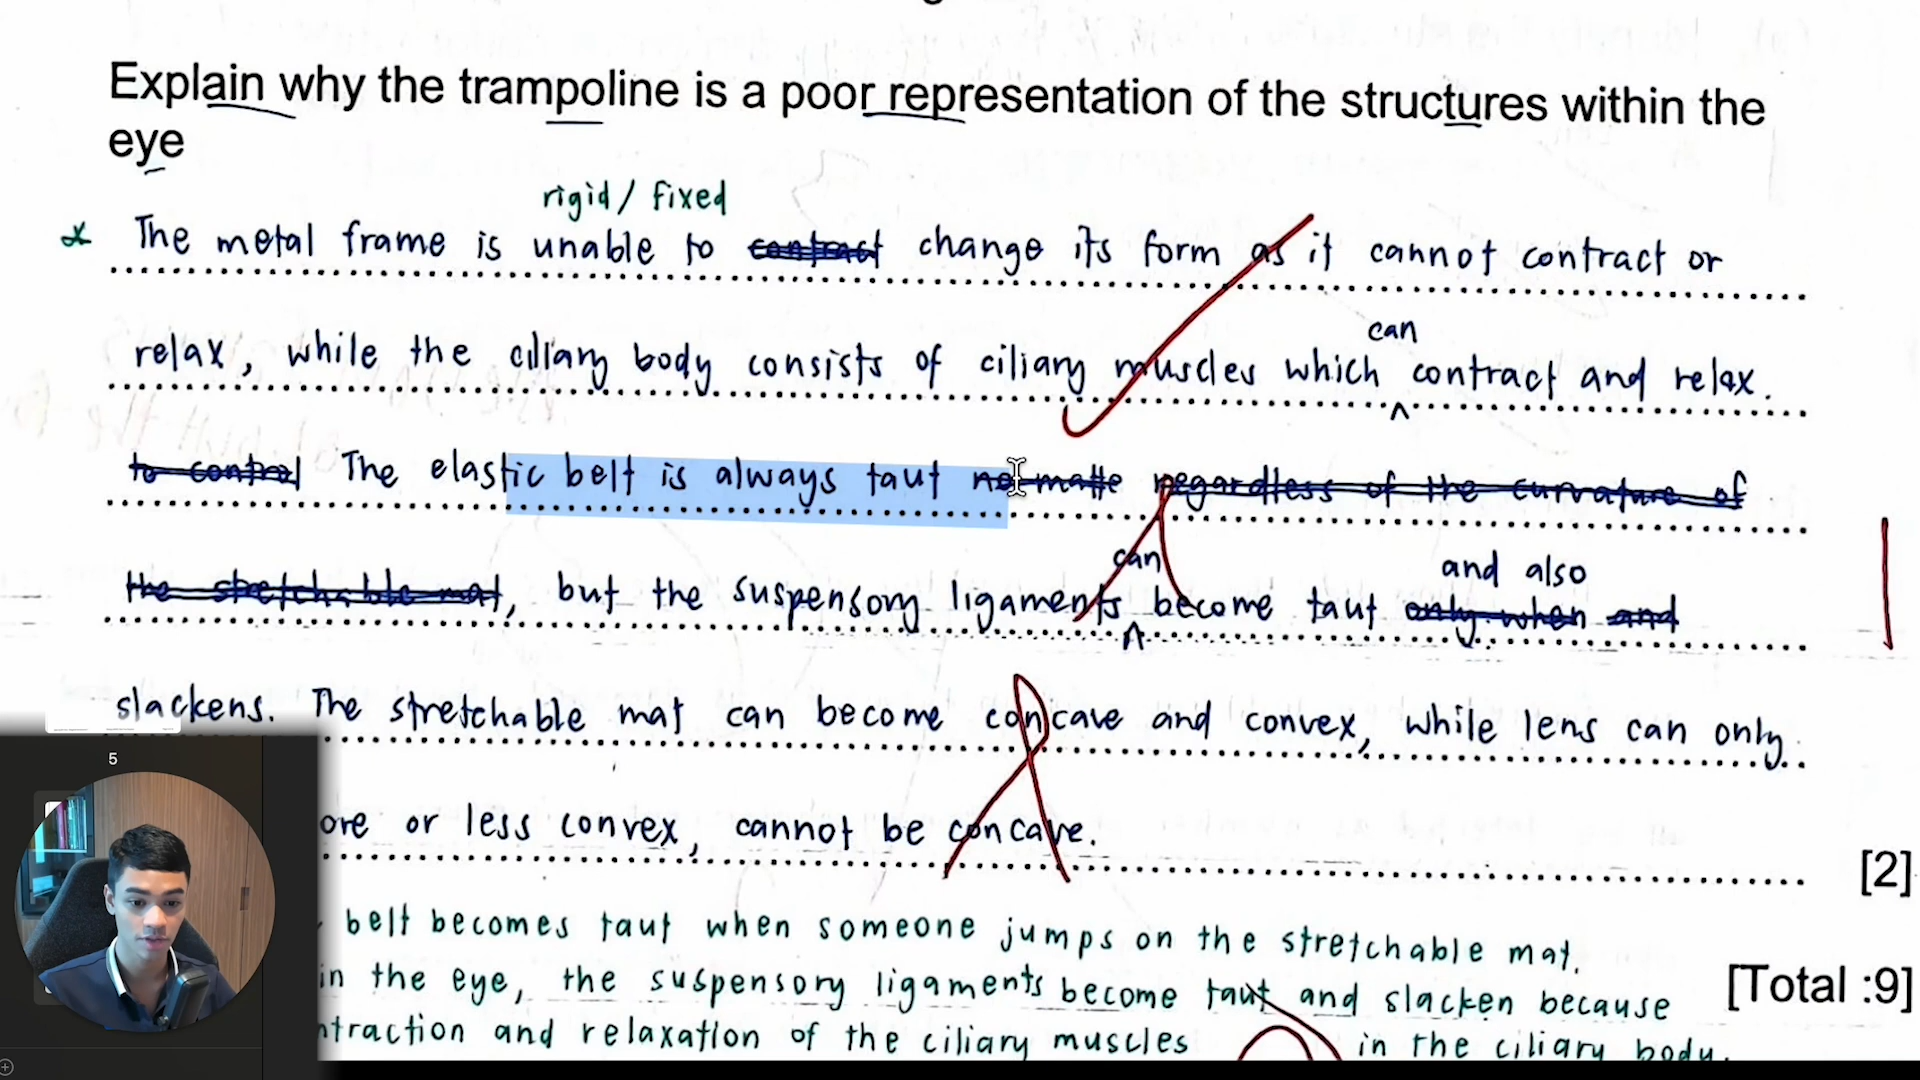 Explain why the trampoline is a poor representation of the structures within the
eye
rigid / fixed
The metal frame is unable to contract change its form as it cannot contract or
can
relax, while the ciliary body consists of ciliary muscles which contract and relax.
to control The elastic belt is always taut no matte regardless of the curvature of
can and also
the stretchable mat, but the suspensory ligaments become taut only when and
slackens. The stretchable mat can become concave and convex, while lens can only
ore or less convex, cannot be concave.
[2]
belt becomes taut when someone jumps on the stretchable mat.
in the eye, the suspensory ligaments become taut and slacken because
[Total :9]
ntraction and relaxation of the ciliary muscles in the ciliary body.
5